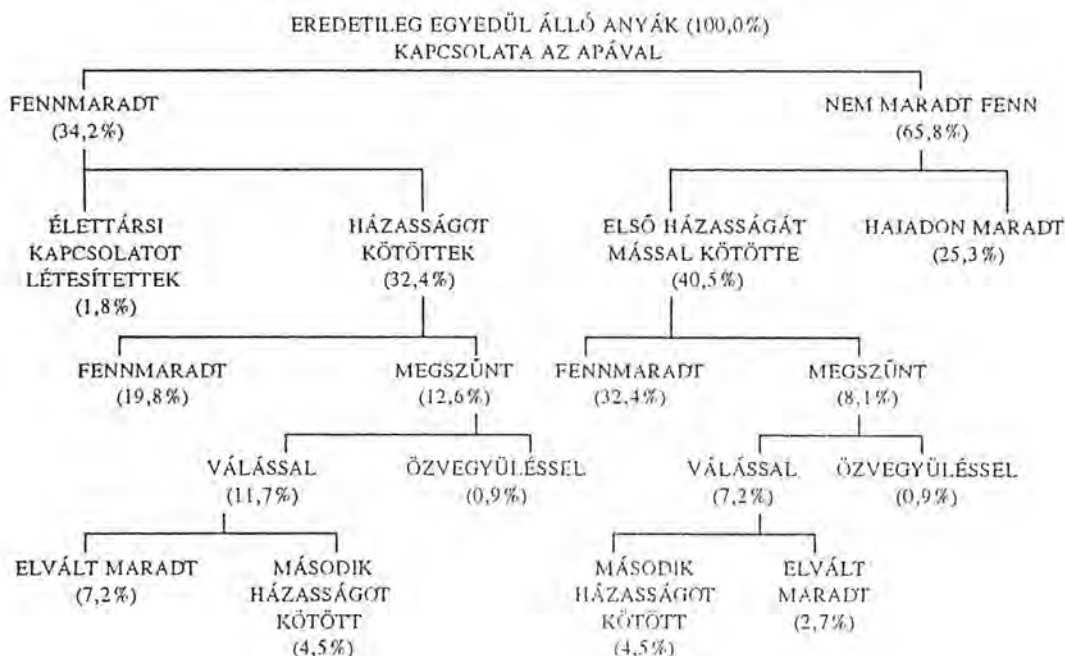 EREDETILEG EGYEDÜL ÁLLÓ ANYÁK (100,0%)
KAPCSOLATA AZ APÁVAL
FENNMARADT
(34,2%)
NEM MARADT FENN
(65,8%)
ÉLETTÁRSI
KAPCSOLATOT
LÉTESÍTETTEK
(1,8%)
HÁZASSÁGOT
KÖTÖTTEK
(32,4%)
ELSŐ HÁZASSÁGÁT
MÁSSAL KÖTÖTTE
(40,5%)
HAJADON MARADT
(25,3%)
FENNMARADT
(19,8%)
MEGSZŰNT
(12,6%)
FENNMARADT
(32,4%)
MEGSZŰNT
(8,1%)
VÁLÁSSAL
(11,7%)
ÖZVEGYÜLÉSSEL
(0,9%)
VÁLÁSSAL
(7,2%)
ÖZVEGYÜLÉSSEL
(0,9%)
ELVÁLT MARADT
(7,2%)
MÁSODIK
HÁZASSÁGOT
KÖTÖTT
(4,5%)
MÁSODIK
HÁZASSÁGOT
KÖTÖTT
(4,5%)
ELVÁLT
MARADT
(2,7%)